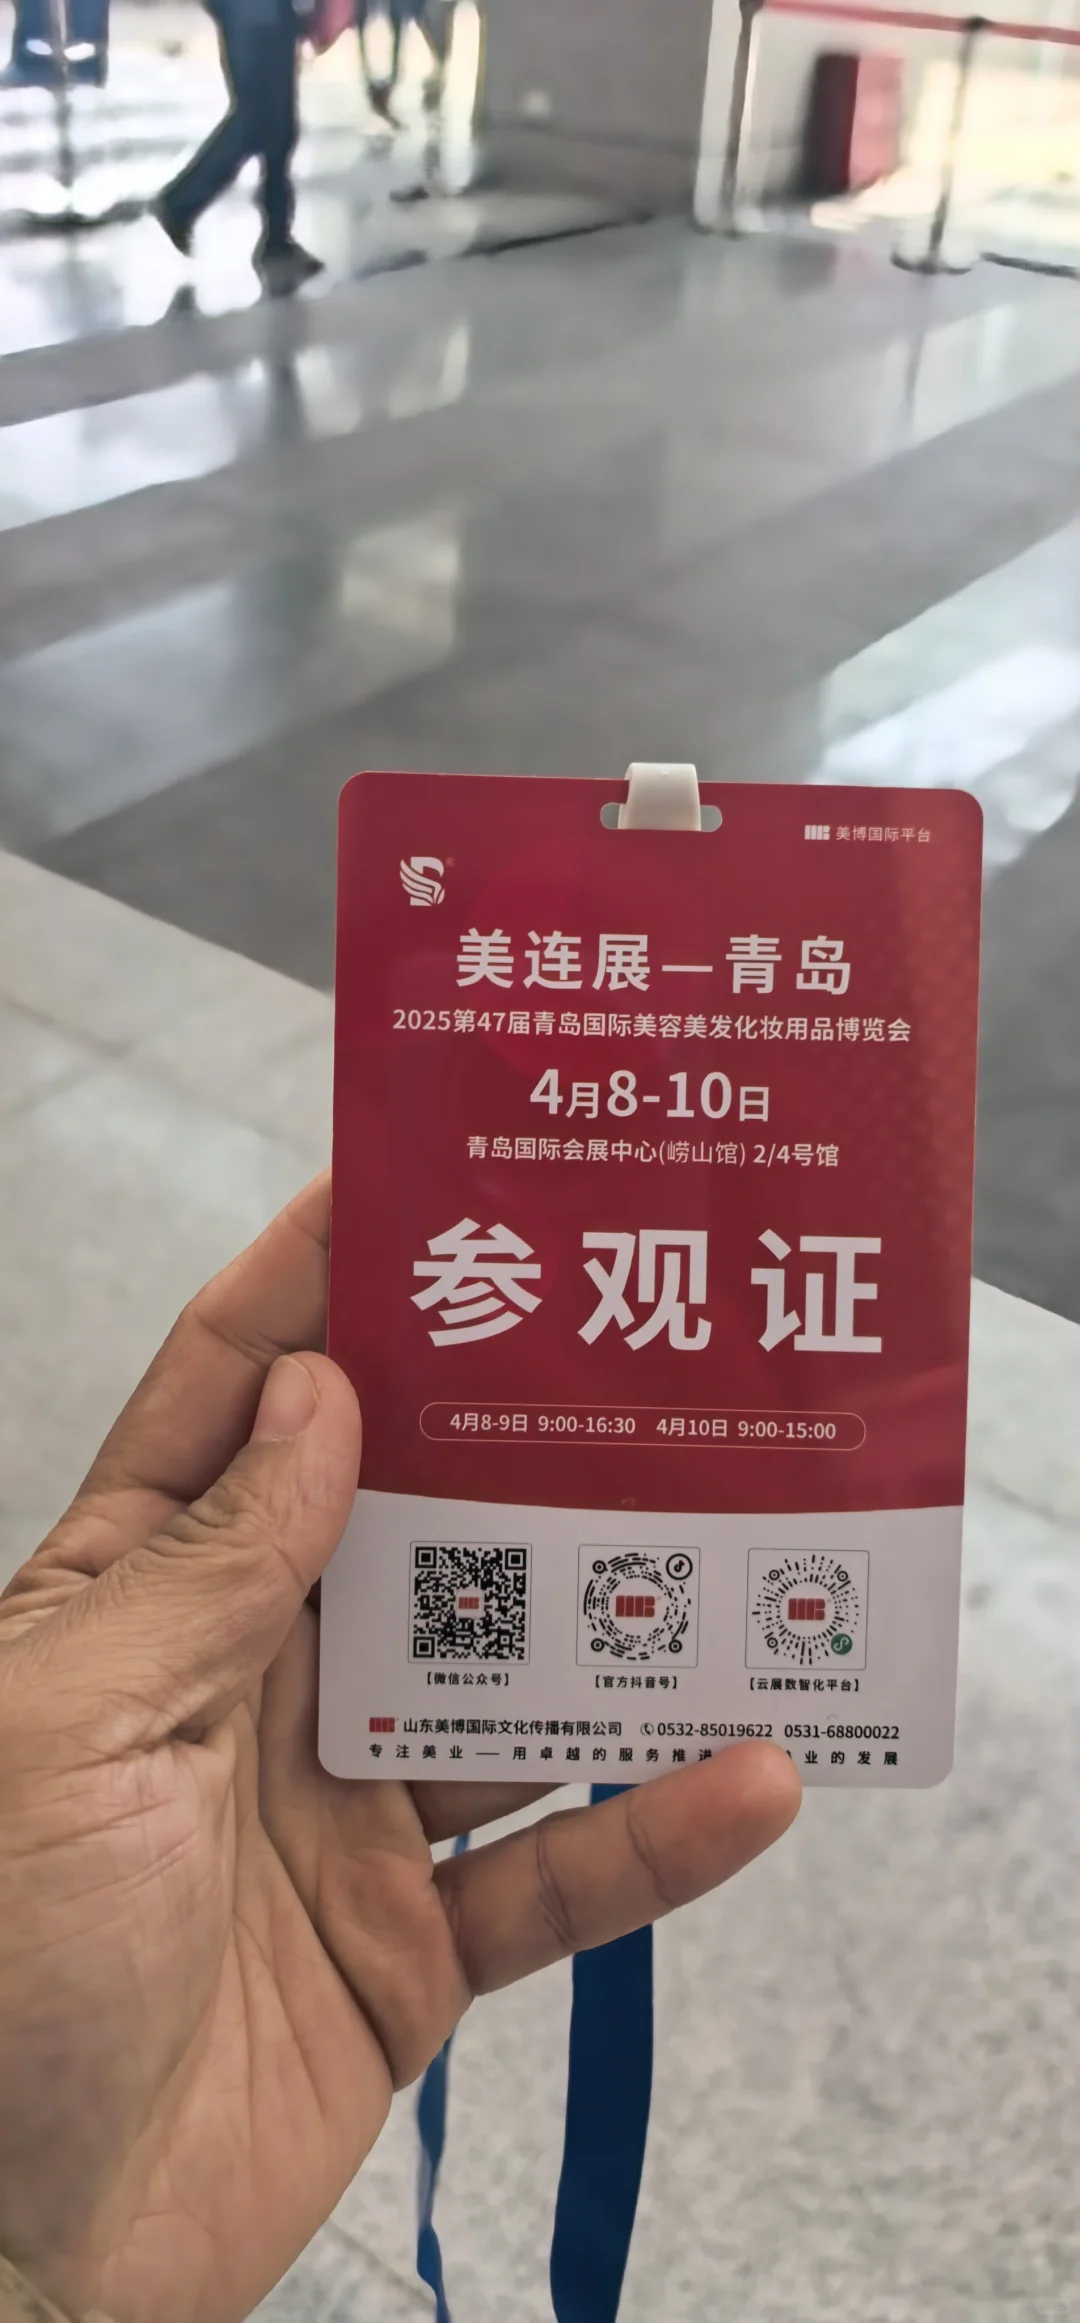 美博国际平台
美连展—青岛
2025第47届青岛国际美容美发化妆用品博览会
4月8-10日
青岛国际会展中心(崂山馆) 2/4号馆
参观证
4月8-9日 9:00-16:30 4月10日 9:00-15:00
【微信公众号】 【官方抖音号】 【云展数智化平台】
山东美博国际文化传播有限公司 0532-85019622 0531-68800022
专注美业——用卓越的服务推进 业的发展